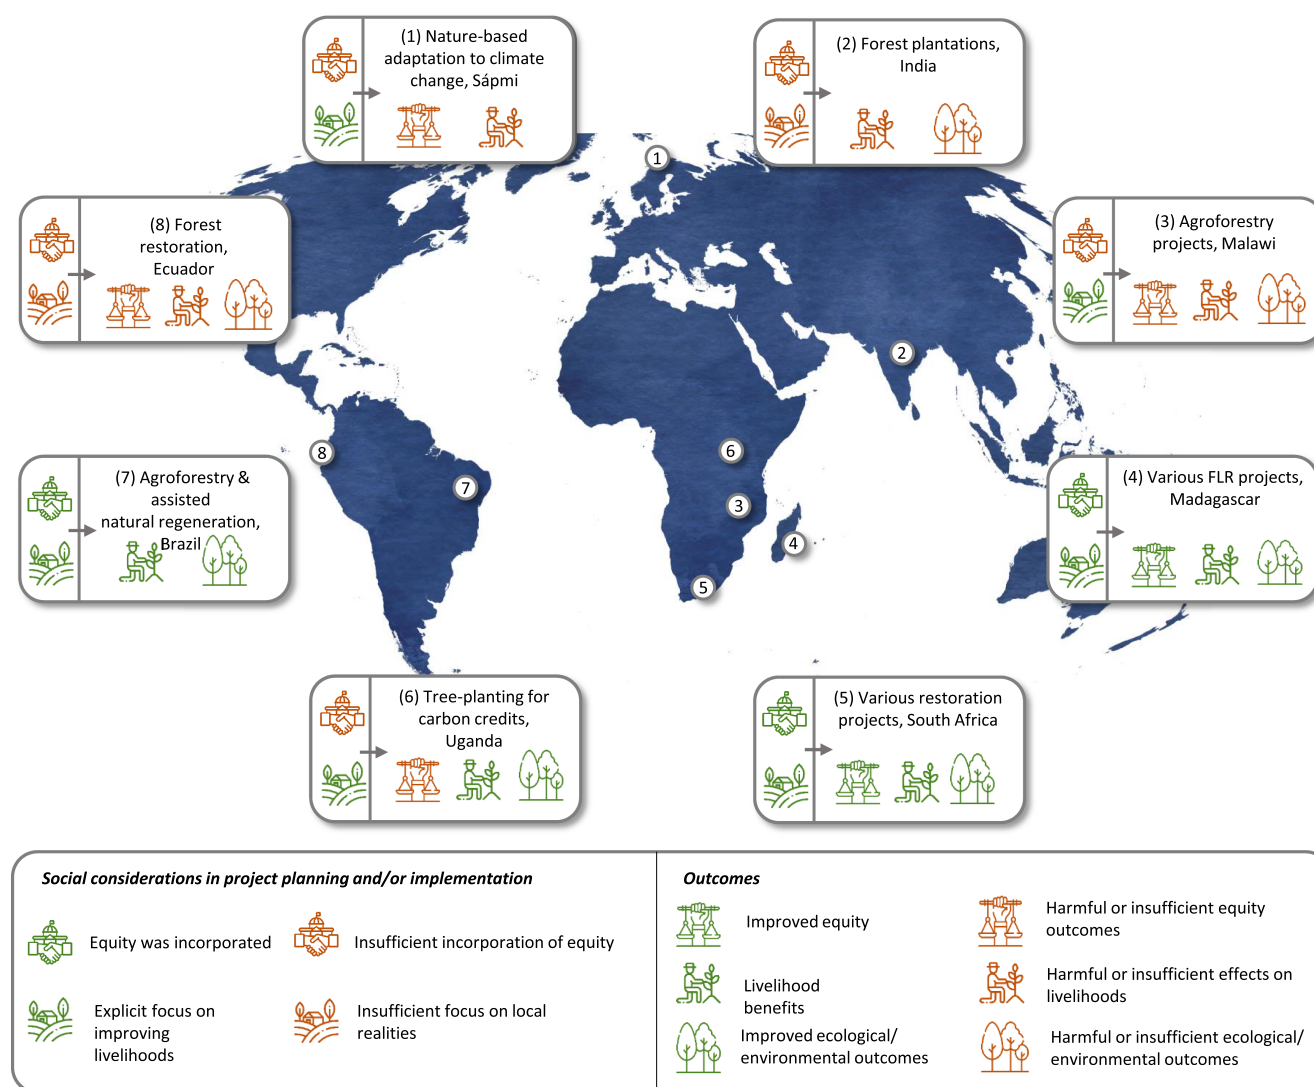 (1) Nature-based
adaptation to climate
change, Sápmi
(2) Forest plantations,
India
(8) Forest
restoration,
Ecuador
(3) Agroforestry
projects, Malawi
(7) Agroforestry &
assisted
natural regeneration,
Brazil
(4) Various FLR projects,
Madagascar
(6) Tree-planting for
carbon credits,
Uganda
(5) Various restoration
projects, South Africa
1
2
8
6
7
3
4
5
Social considerations in project planning and/or implementation
Equity was incorporated
Insufficient incorporation of equity
Explicit focus on
improving
livelihoods
Insufficient focus on local
realities
Outcomes
Improved equity
Harmful or insufficient equity
outcomes
Livelihood
benefits
Harmful or insufficient effects on
livelihoods
Improved ecological/
environmental outcomes
Harmful or insufficient ecological/
environmental outcomes